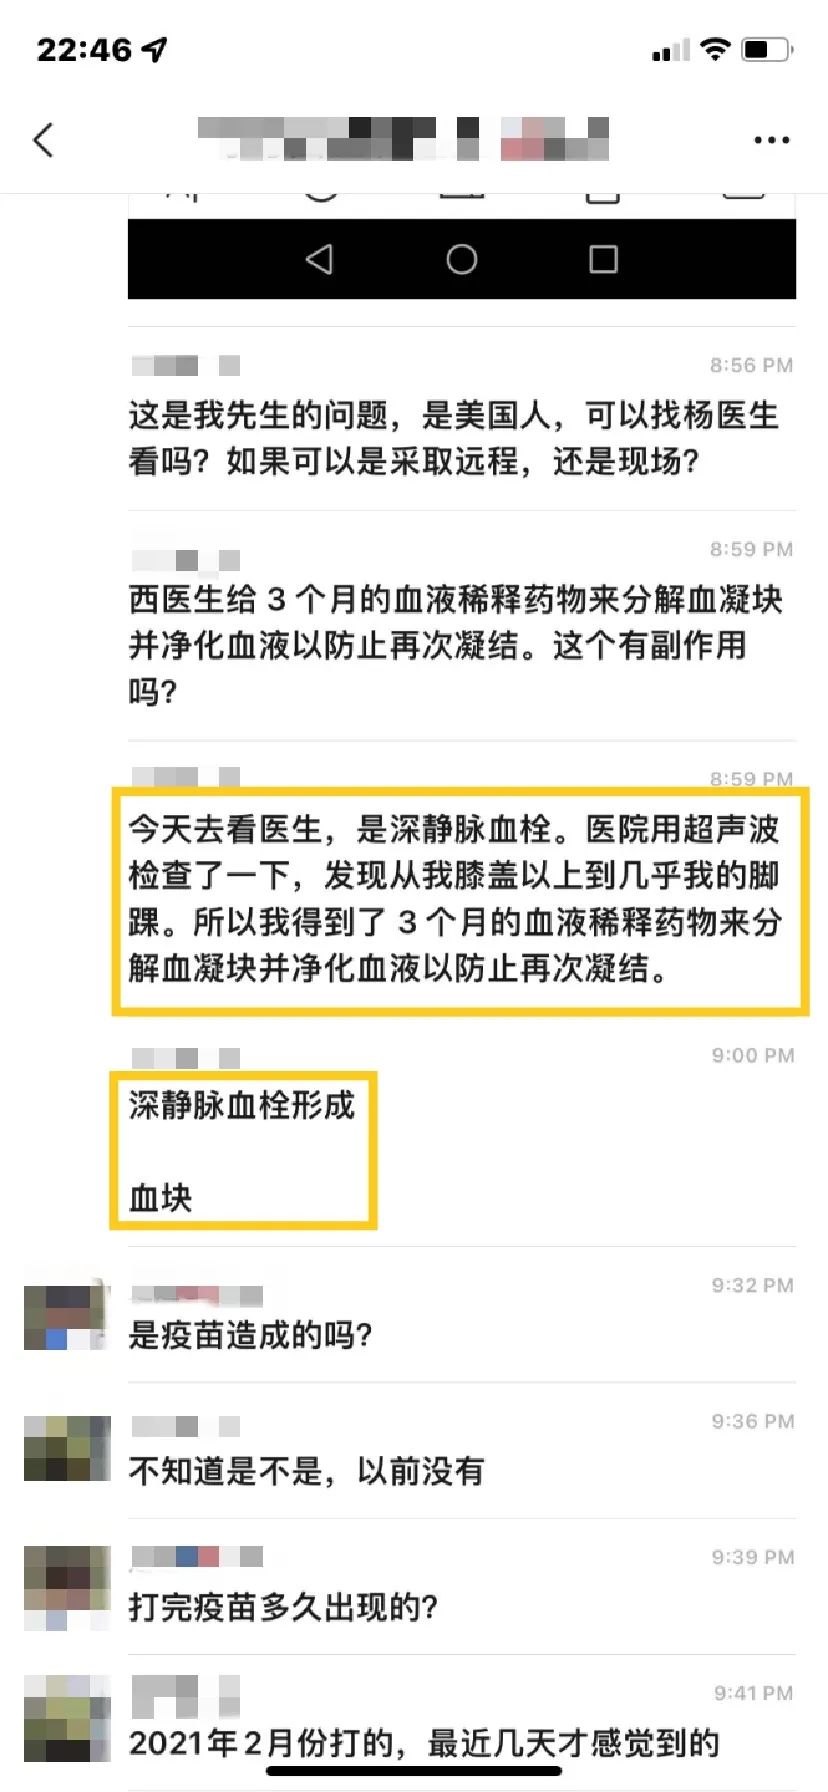 22:46
8:56 PM
这是我先生的问题，是美国人，可以找杨医生
看吗？如果可以是采取远程，还是现场？
8:59 PM
西医生给 3 个月的血液稀释药物来分解血凝块
并净化血液以防止再次凝结。这个有副作用
吗？
8:59 PM
今天去看医生，是深静脉血栓。医院用超声波
检查了一下，发现从我膝盖以上到几乎我的脚
踝。所以我得到了 3 个月的血液稀释药物来分
解血凝块并净化血液以防止再次凝结。
9:00 PM
深静脉血栓形成
血块
9:32 PM
是疫苗造成的吗？
9:36 PM
不知道是不是，以前没有
9:39 PM
打完疫苗多久出现的？
9:41 PM
2021年2月份打的，最近几天才感觉到的